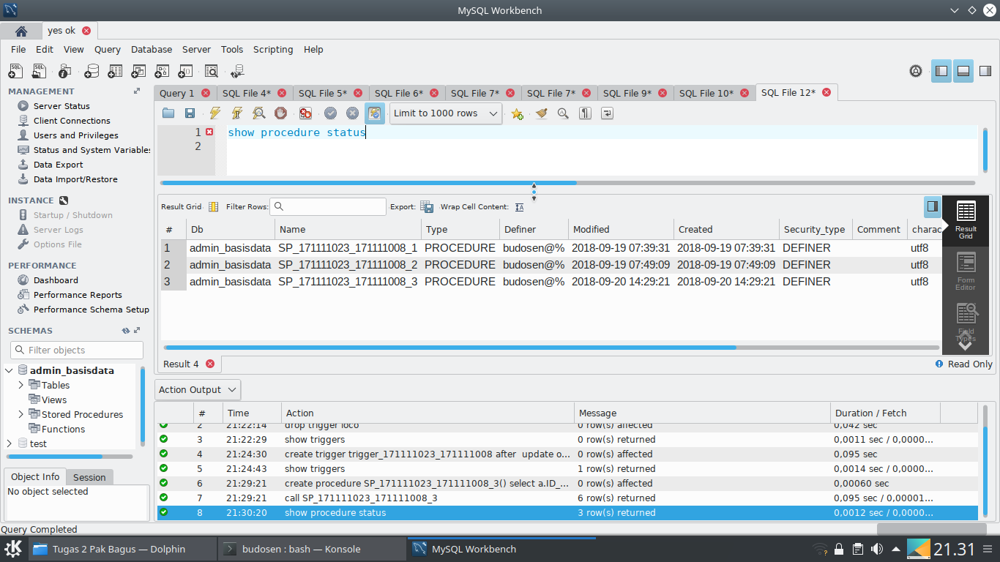 MySQL Workbench
yes ok
File Edit View Query Database Server Tools Scripting Help
MANAGEMENT
Server Status
Client Connections
Users and Privileges
Status and System Variable
Data Export
Data Import/Restore
INSTANCE
Startup / Shutdown
Server Logs
Options File
PERFORMANCE
Dashboard
Performance Reports
Performance Schema Setup
SCHEMAS
Filter objects
admin_basisdata
Tables
Views
Stored Procedures
Functions
test
Object Info Session
No object selected
Query 1 SQL File 4* SQL File 5* SQL File 6* SQL File 7* SQL File 7* SQL File 9* SQL File 10* SQL File 12*
Limit to 1000 rows
1 show procedure status
2
Result Grid Filter Rows: Export: Wrap Cell Content:
# Db Name Type Definer Modified Created Security_type Comment charac
1 admin_basisdata SP_171111023_171111008_1 PROCEDURE budosen@% 2018-09-19 07:39:31 2018-09-19 07:39:31 DEFINER utf8
2 admin_basisdata SP_171111023_171111008_2 PROCEDURE budosen@% 2018-09-19 07:49:09 2018-09-19 07:49:09 DEFINER utf8
3 admin_basisdata SP_171111023_171111008_3 PROCEDURE budosen@% 2018-09-20 14:29:21 2018-09-20 14:29:21 DEFINER utf8
Result
Grid
Form
Editor
Field
Types
Result 4 Read Only
Action Output
# Time Action Message Duration / Fetch
2 21:22:14 drop trigger loco 0 row(s) affected 0,042 sec
3 21:22:29 show triggers 0 row(s) returned 0,0011 sec / 0,0000...
4 21:24:30 create trigger trigger_171111023_171111008 after update o... 0 row(s) affected 0,095 sec
5 21:24:43 show triggers 1 row(s) returned 0,0014 sec / 0,0000...
6 21:29:21 create procedure SP_171111023_171111008_3() select a.ID_... 0 row(s) affected 0,00060 sec
7 21:29:21 call SP_171111023_171111008_3 6 row(s) returned 0,095 sec / 0,00001...
8 21:30:20 show procedure status 3 row(s) returned 0,0012 sec / 0,0000...
Query Completed
Tugas 2 Pak Bagus — Dolphin budosen : bash — Konsole MySQL Workbench 21.31